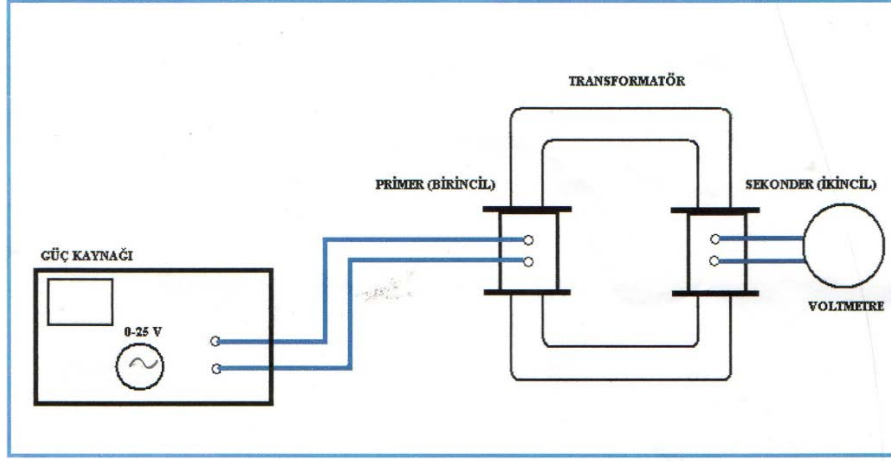 TRANSFORMATÖR
PRİMER (BİRİNCİL)
SEKONDER (İKİNCİL)
GÜÇ KAYNAĞI
0-25 V
VOLTMETRE